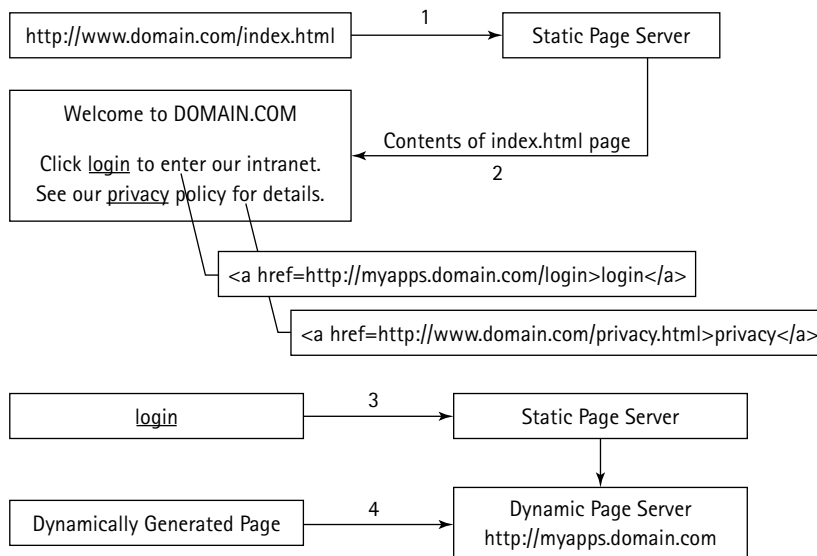 http://www.domain.com/index.html
1
Static Page Server
Welcome to DOMAIN.COM
Click login to enter our intranet.
See our privacy policy for details.
Contents of index.html page
2
<a href=http://myapps.domain.com/login>login</a>
<a href=http://www.domain.com/privacy.html>privacy</a>
login
3
Static Page Server
Dynamically Generated Page
4
Dynamic Page Server
http://myapps.domain.com